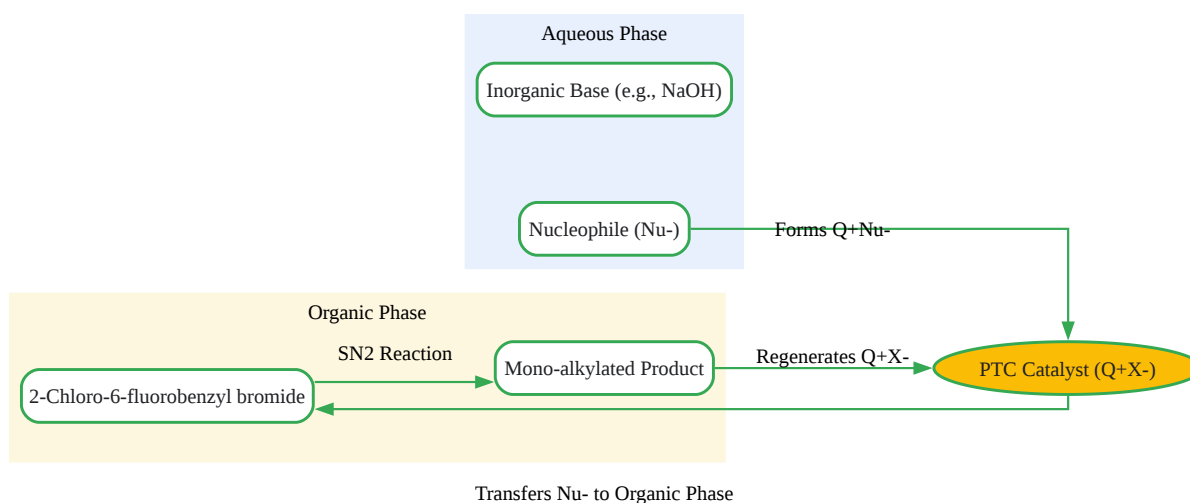 Aqueous Phase
Inorganic Base (e.g., NaOH)
Nucleophile (Nu-)
Forms Q+Nu-
Organic Phase
SN2 Reaction
2-Chloro-6-fluorobenzyl bromide
Mono-alkylated Product
Regenerates Q+X-
PTC Catalyst (Q+X-)
Transfers Nu- to Organic Phase